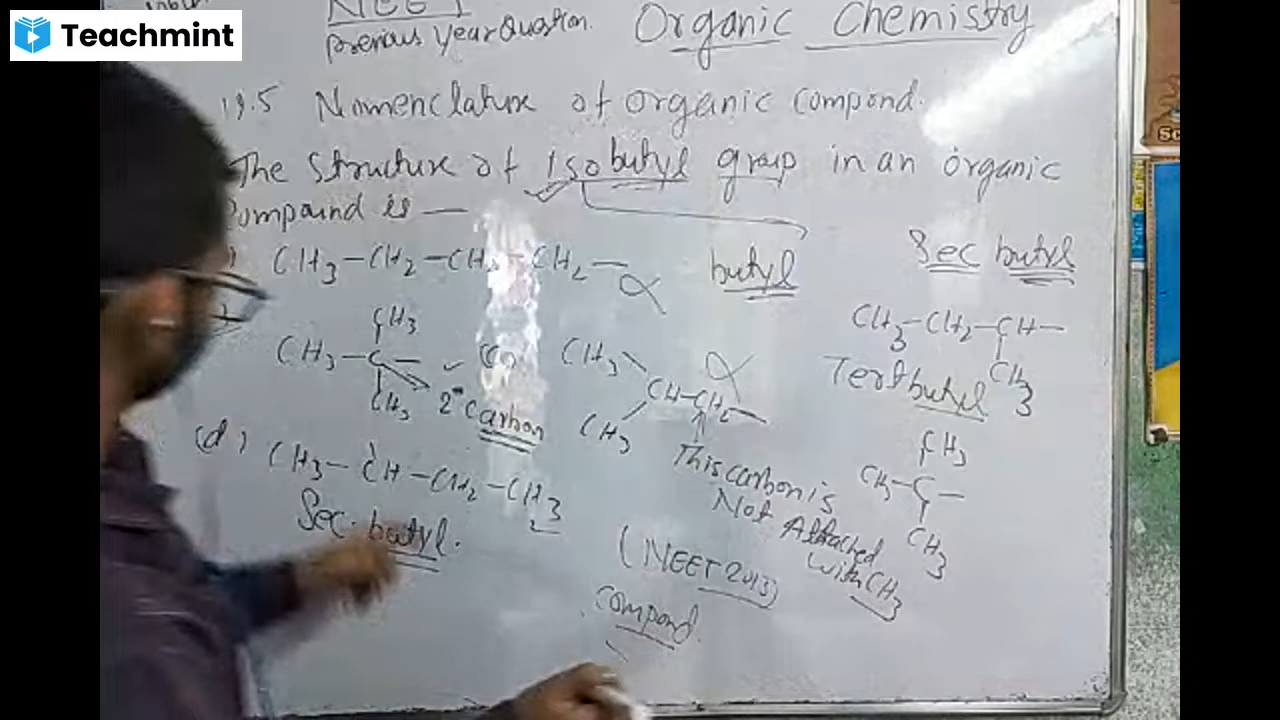 Teachmint
NEET
previous year Question.
Organic Chemistry
19.5 Nomenclature of organic compond.
The Structure of isobutyl group in an organic
Compound is —
CH3—CH2—CH2—CH2—
butyl
Sec butyl
CH3
CH3—C—
CH3
2° Carbon
(c)
CH3
CH—CH2—
CH3
This carbon is
Not Attached
with CH3
CH3—CH2—CH—
CH3
Tert butyl
CH3
CH3—C—
CH3
(d) CH3—CH—CH2—CH3
Sec. butyl.
(NEET 2013)
compond.